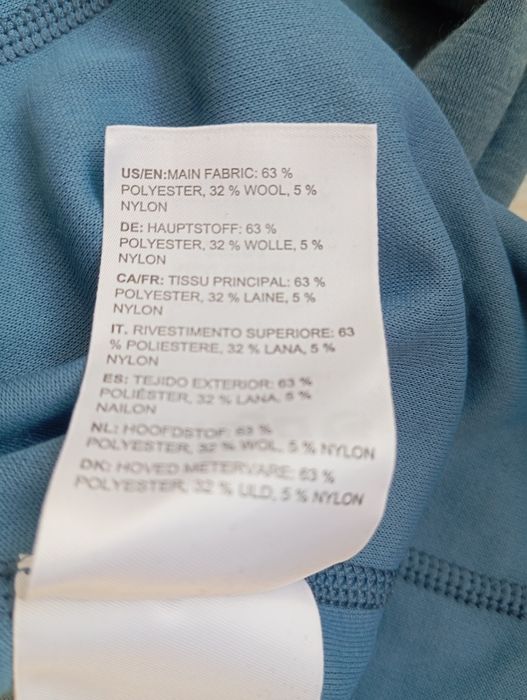 US/EN:MAIN FABRIC: 63 %
POLYESTER, 32 % WOOL, 5 %
NYLON
DE: HAUPTSTOFF: 63 %
POLYESTER, 32 % WOLLE, 5 %
NYLON
CA/FR: TISSU PRINCIPAL: 63 %
POLYESTER, 32 % LAINE, 5 %
NYLON
IT. RIVESTIMENTO SUPERIORE: 63
% POLIESTERE, 32 % LANA, 5 %
NYLON
ES: TEJIDO EXTERIOR: 63 %
POLIÉSTER, 32 % LANA, 5 %
NAILON
NL: HOOFDSTOF: 63 %
POLYESTER, 32 % WOL, 5 % NYLON
DK: HOVED METERVARE: 63 %
POLYESTER, 32 % ULD, 5 % NYLON